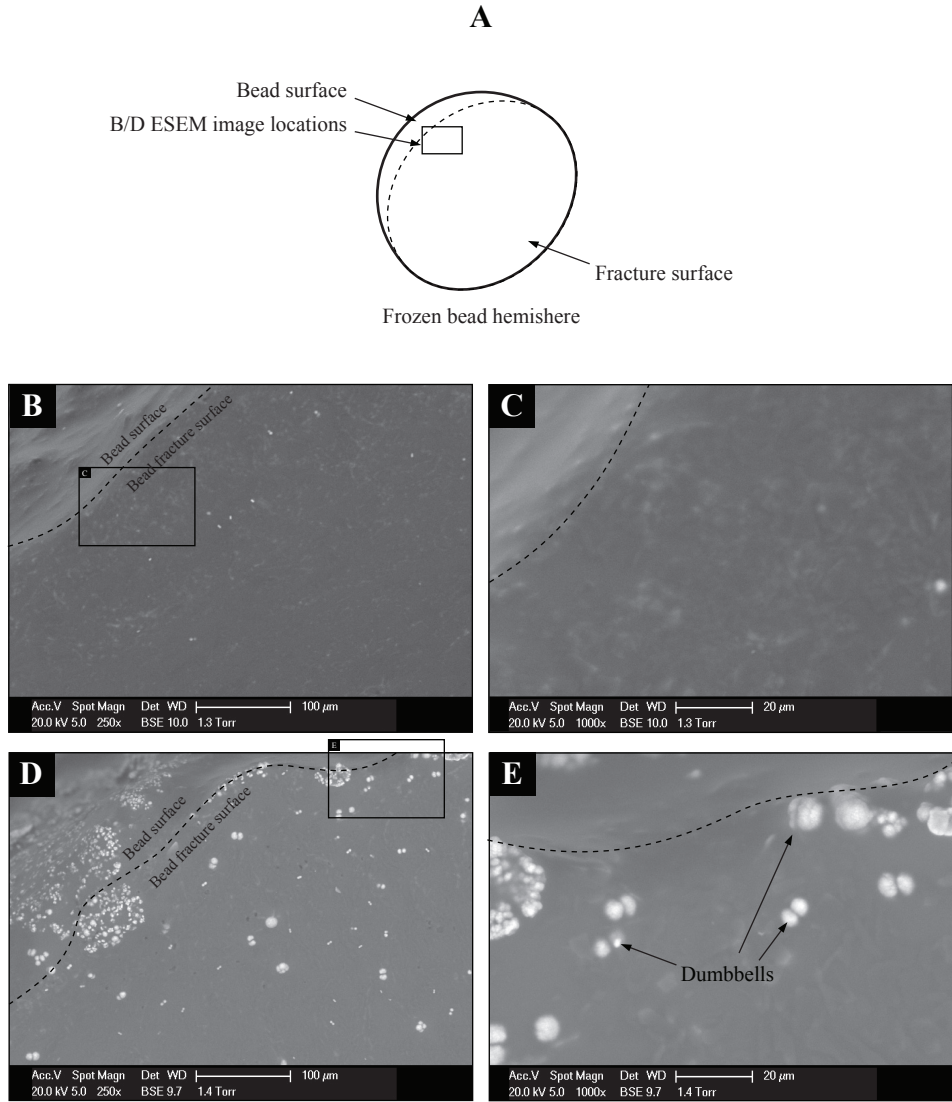 A
Bead surface
B/D ESEM image locations
Fracture surface
Frozen bead hemishere
B
Bead surface
Bead fracture surface
C
Acc.V Spot Magn Det WD 100 µm
20.0 kV 5.0 250x BSE 10.0 1.3 Torr
C
Acc.V Spot Magn Det WD 20 µm
20.0 kV 5.0 1000x BSE 10.0 1.3 Torr
D
Bead surface
Bead fracture surface
E
Acc.V Spot Magn Det WD 100 µm
20.0 kV 5.0 250x BSE 9.7 1.4 Torr
E
Dumbbells
Acc.V Spot Magn Det WD 20 µm
20.0 kV 5.0 1000x BSE 9.7 1.4 Torr